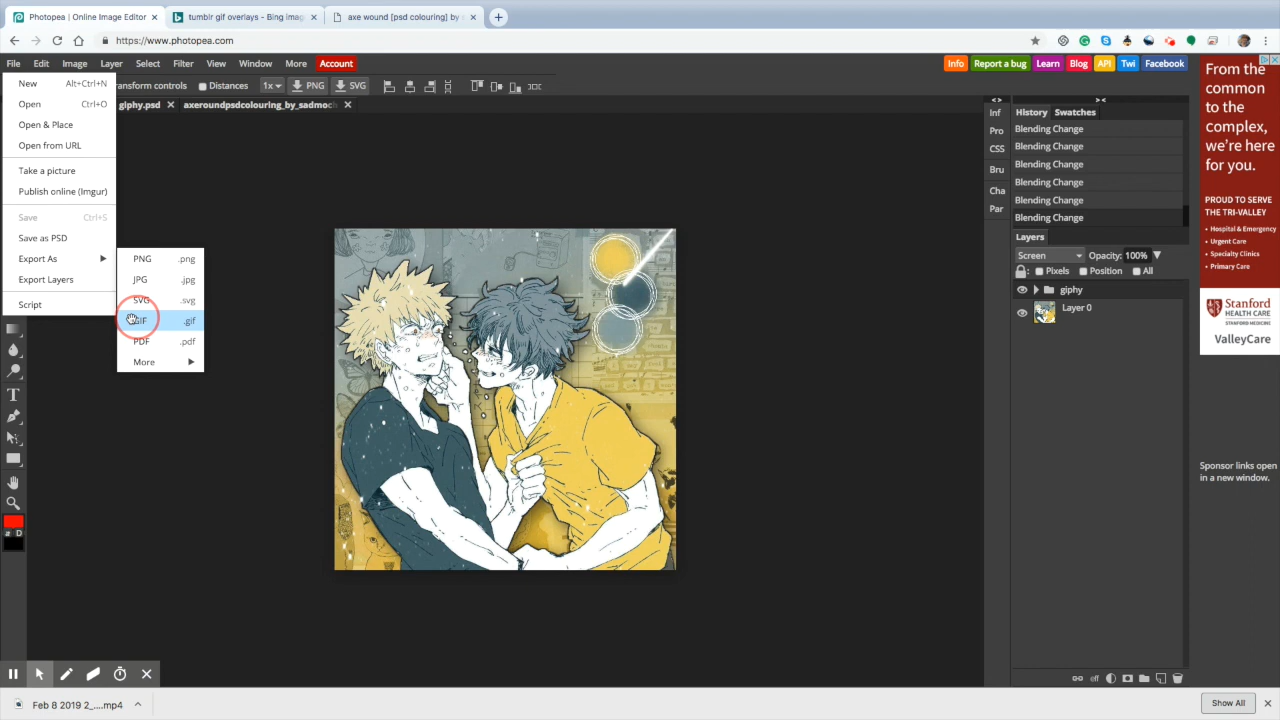 Photopea | Online Image Editor
tumblr gif overlays - Bing imag
axe wound [psd colouring] by s
https://www.photopea.com
File Edit Image Layer Select Filter View Window More Account
Info Report a bug Learn Blog API Twi Facebook
ransform controls Distances 1x PNG SVG
giphy.psd axeroundpsdcolouring_by_sadmoch
New Alt+Ctrl+N
Open Ctrl+O
Open & Place
Open from URL
Take a picture
Publish online (Imgur)
Save Ctrl+S
Save as PSD
Export As
Export Layers
Script
PNG .png
JPG .jpg
SVG .svg
GIF .gif
PDF .pdf
More
Inf
Pro
CSS
Bru
Cha
Par
History Swatches
Blending Change
Blending Change
Blending Change
Blending Change
Blending Change
Blending Change
Layers
Screen Opacity: 100%
Pixels Position All
giphy
Layer 0
T
a D
eff
From the
common
to the
complex,
we're here
for you.
PROUD TO SERVE
THE TRI-VALLEY
• Hospital & Emergency
• Urgent Care
• Specialty Clinics
• Primary Care
Stanford
HEALTH CARE
STANFORD MEDICINE
ValleyCare
Sponsor links open
in a new window.
Feb 8 2019 2_....mp4
Show All